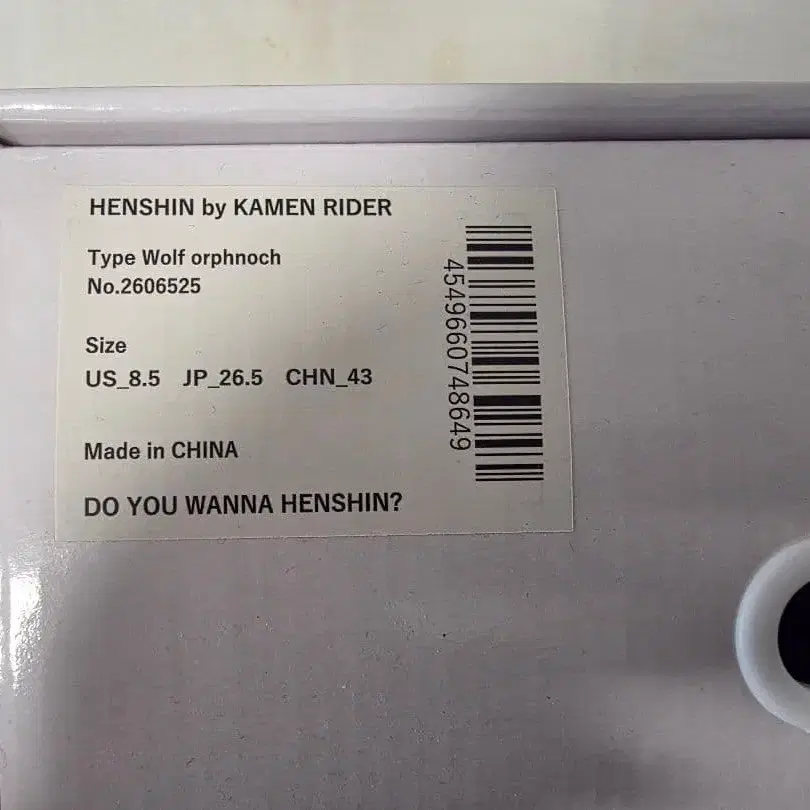 HENSHIN by KAMEN RIDER
Type Wolf orphnoch
No.2606525
Size
US_8.5 JP_26.5 CHN_43
Made in CHINA
DO YOU WANNA HENSHIN?
4549660748649